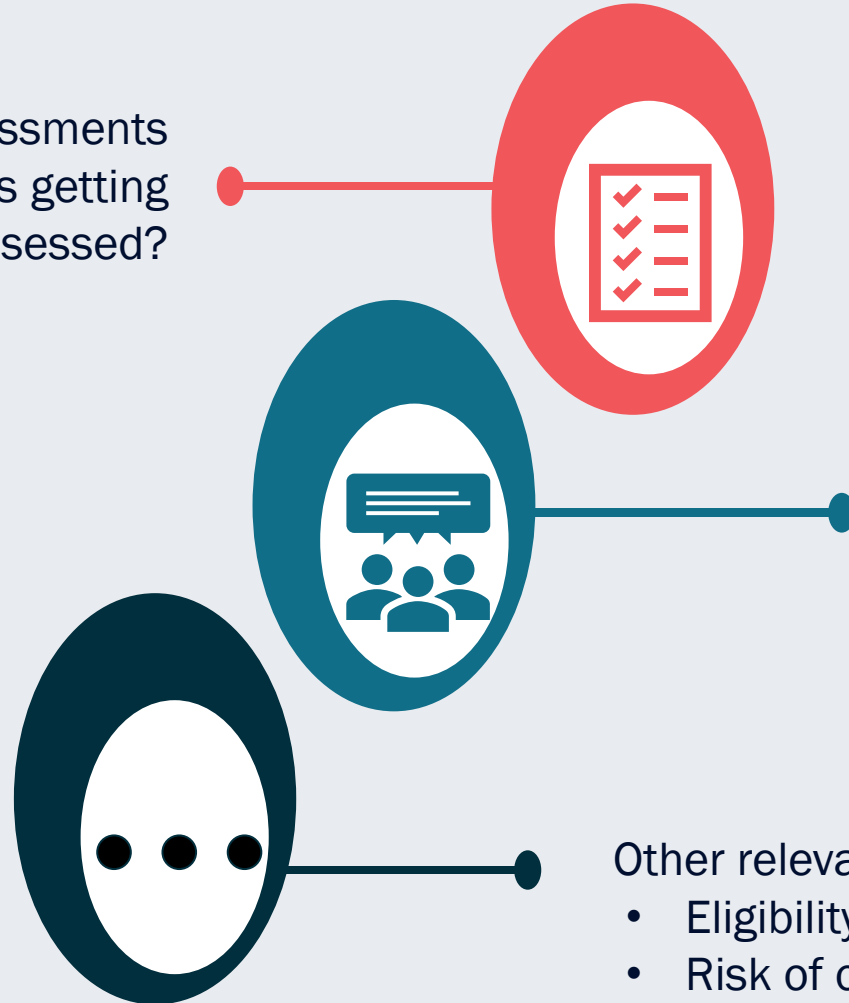 ssments
s getting
sessed?
Other releva
• Eligibility
• Risk of